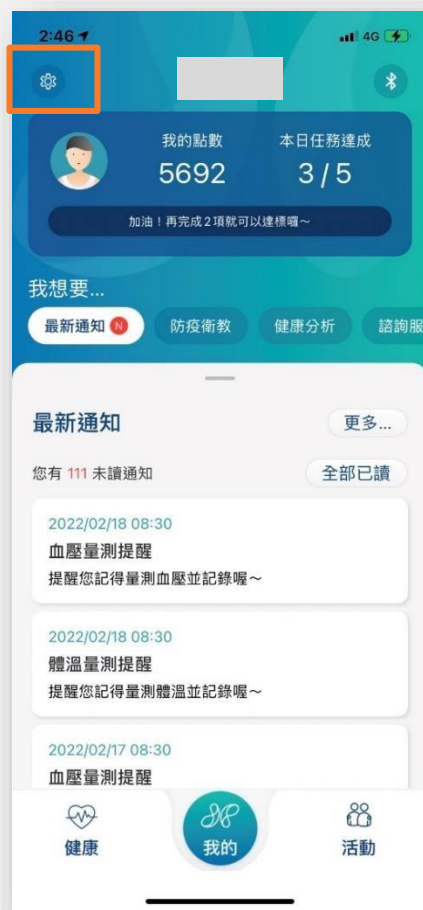 2:46 4G
我的點數 本日任務達成
5692 3 / 5
加油！再完成2項就可以達標囉～
我想要...
最新通知 N 防疫衛教 健康分析 諮詢服
最新通知 更多...
您有 111 未讀通知 全部已讀
2022/02/18 08:30
血壓量測提醒
提醒您記得量測血壓並記錄喔～
2022/02/18 08:30
體溫量測提醒
提醒您記得量測體溫並記錄喔～
2022/02/17 08:30
血壓量測提醒
健康 我的 活動